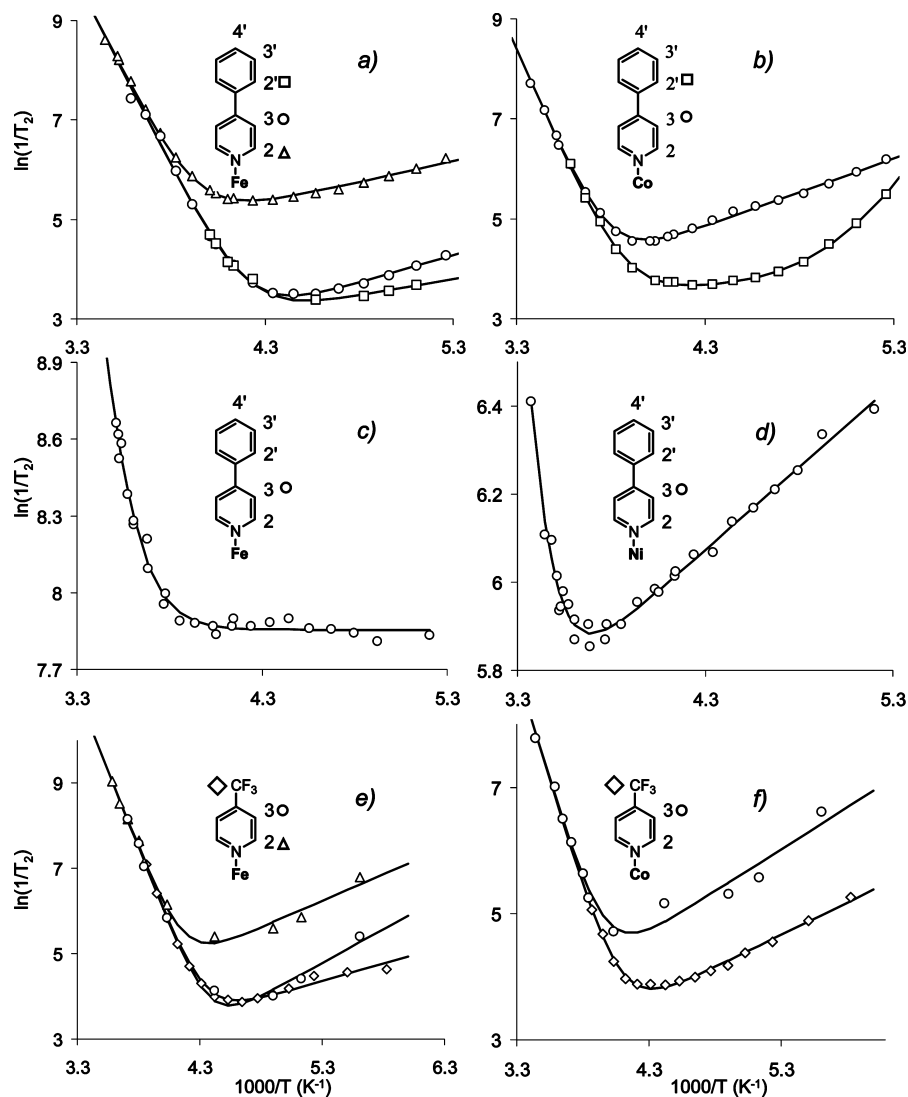 9
7
5
3
ln(1/T2)
3.3
4.3
5.3
4'
3'
2'
3
2
N
Fe
a)
9
7
5
3
3.3
4.3
5.3
4'
3'
2'
3
2
N
Co
b)
8.9
8.6
8.3
8
7.7
ln(1/T2)
3.3
4.3
5.3
4'
3'
2'
3
2
N
Fe
c)
6.4
6.2
6
5.8
3.3
4.3
5.3
4'
3'
2'
3
2
N
Ni
d)
9
7
5
3
ln(1/T2)
3.3
4.3
5.3
6.3
1000/T (K-1)
CF3
3
2
N
Fe
e)
7
5
3
3.3
4.3
5.3
1000/T (K-1)
CF3
3
2
N
Co
f)